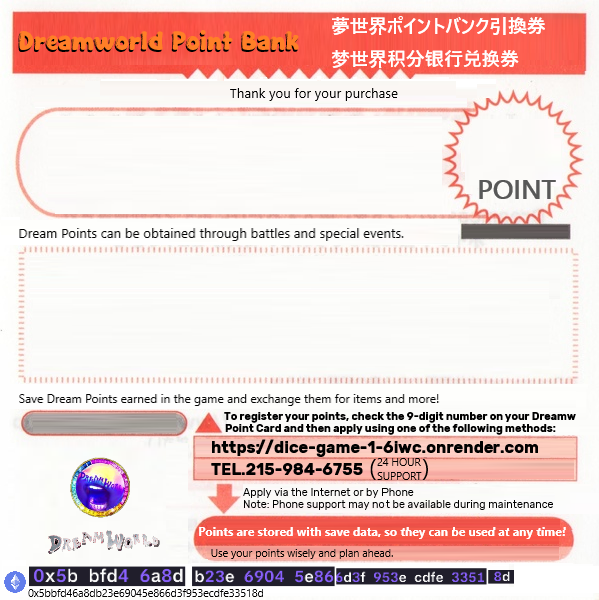 Dreamworld Point Bank
夢世界ポイントバンク引換券
梦世界积分银行兑换券
Thank you for your purchase
POINT
Dream Points can be obtained through battles and special events.
Save Dream Points earned in the game and exchange them for items and more!
To register your points, check the 9-digit number on your Dreamw
Point Card and then apply using one of the following methods:
https://dice-game-1-6iwc.onrender.com
TEL.215-984-6755 (24 HOUR SUPPORT)
Apply via the Internet or by Phone
Note: Phone support may not be available during maintenance
DREAMWORLD
DREAMWORLD
Points are stored with save data, so they can be used at any time!
Use your points wisely and plan ahead.
0x5b bfd4 6a8d b23e 6904 5e866d3f 953e cdfe 3351 8d
0x5bbfd46a8db23e69045e866d3f953ecdfe33518d